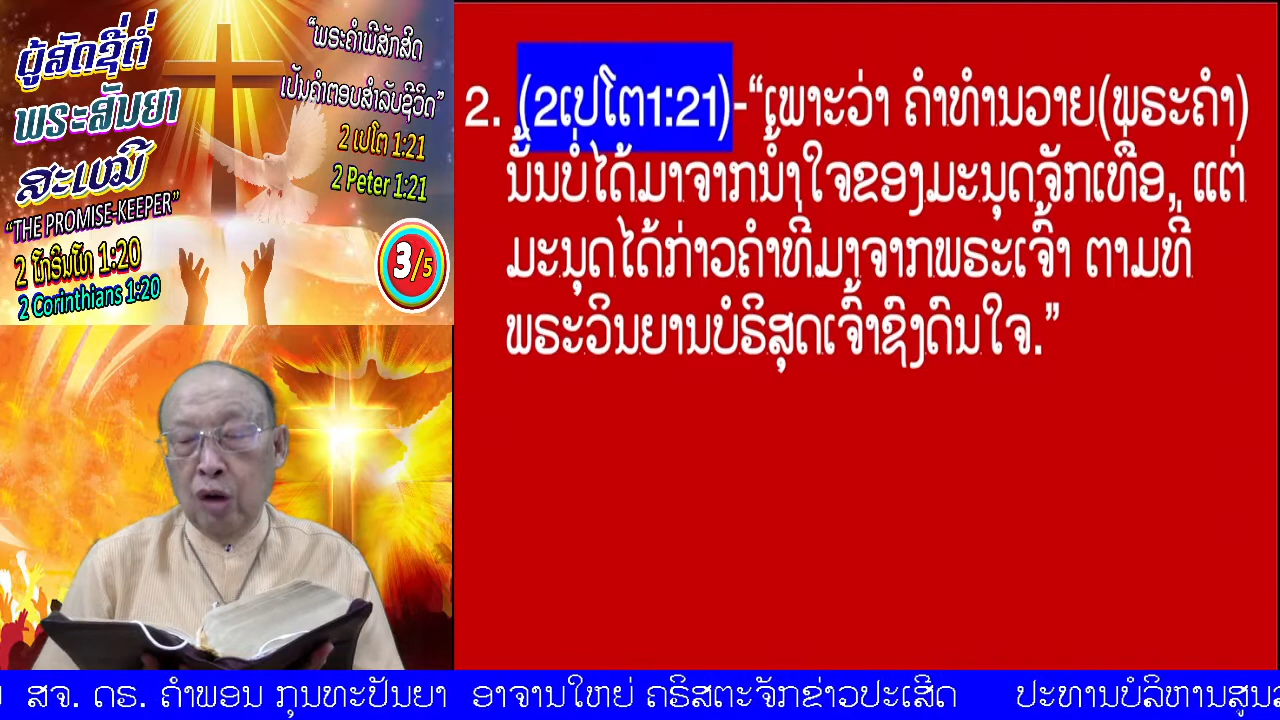 ຜູ້ສັດຊື່ຕໍ່
ພຣະສັນຍາ
ສະເໝີ
“THE PROMISE-KEEPER”
2 ໂກຣິນໂທ 1:20
2 Corinthians 1:20
“ພຣະຄຳພີສັກສິດ
ເປັນຄຳຕອບສຳລັບຊີວິດ”
2 ເປໂຕ 1:21
2 Peter 1:21
3/5
2. (2ເປໂຕ1:21)-“ເພາະວ່າ ຄຳທຳນວາຍ(ພຣະຄຳ)
ນັ້ນບໍ່ໄດ້ມາຈາກນ້ຳໃຈຂອງມະນຸດຈັກເທື່ອ, ແຕ່
ມະນຸດໄດ້ກ່າວຄຳທີ່ມາຈາກພຣະເຈົ້າ ຕາມທີ່
ພຣະວິນຍານບໍຣິສຸດເຈົ້າຊົງດົນໃຈ.”
ສຈ. ດຣ. ຄຳພອນ ກຸນທະປັນຍາ ອາຈານໃຫຍ່ ຄຣິສຕະຈັກຂ່າວປະເສີດ ປະທານບໍລິຫານສູນ